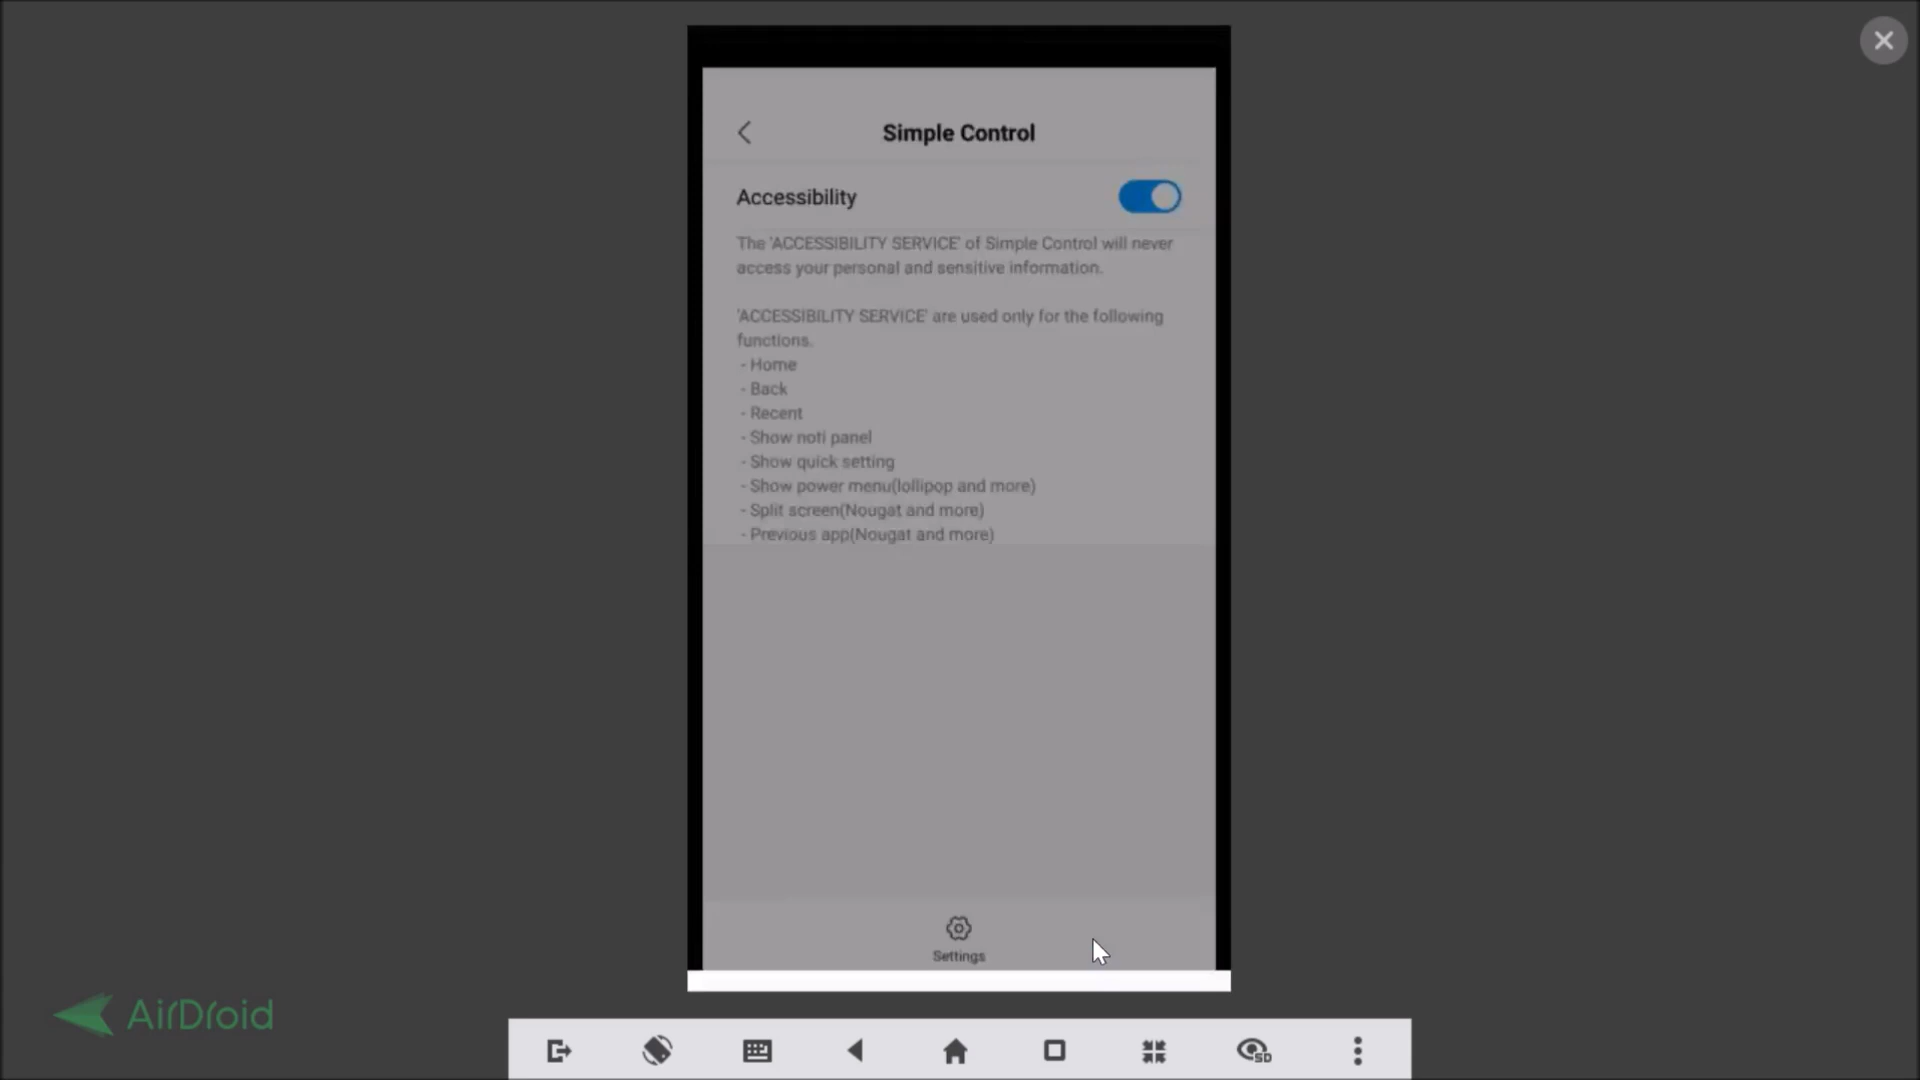 Simple Control
Accessibility
The 'ACCESSIBILITY SERVICE' of Simple Control will never
access your personal and sensitive information.
'ACCESSIBILITY SERVICE' are used only for the following
functions.
- Home
- Back
- Recent
- Show noti panel
- Show quick setting
- Show power menu(lollipop and more)
- Split screen(Nougat and more)
- Previous app(Nougat and more)
Settings
AirDroid
SD